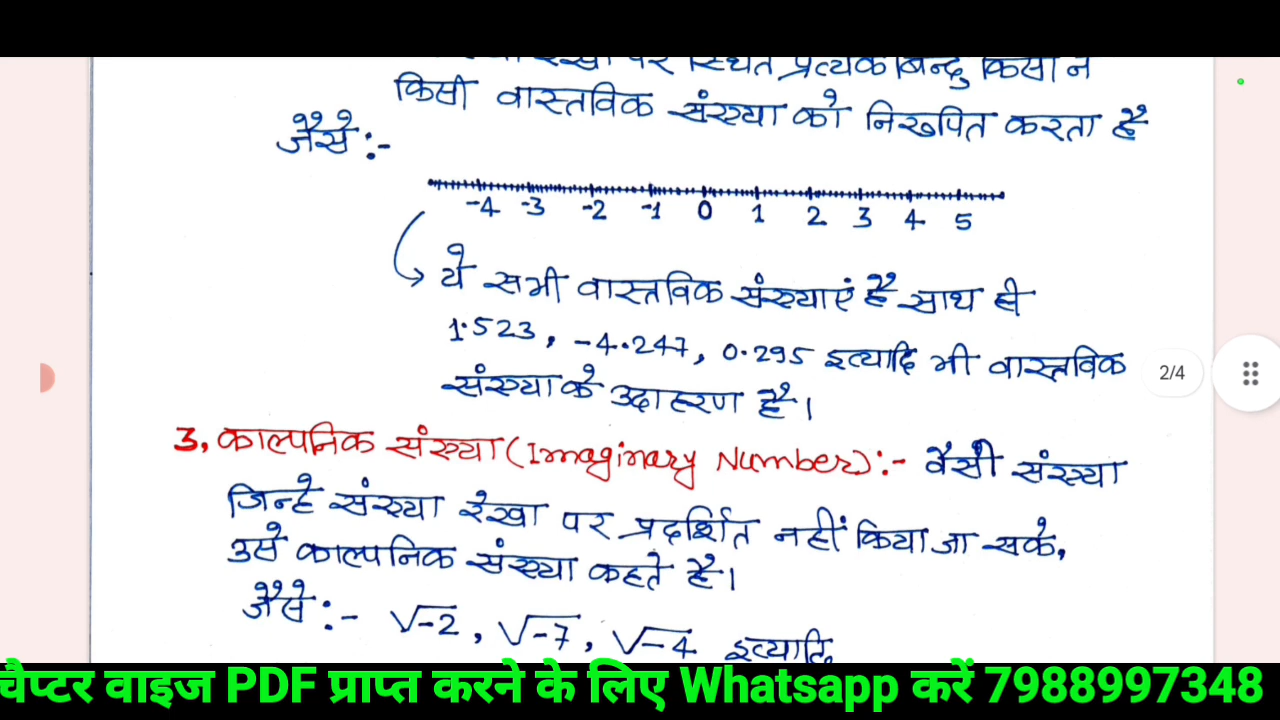 रेखा पर स्थित प्रत्येक बिन्दु किसी न
किसी वास्तविक संख्या को निरूपित करता है
जैसे:-
-4 -3 -2 -1 0 1 2 3 4 5
ये सभी वास्तविक संख्याएं हैं साथ ही
1.523, -4.247, 0.295 इत्यादि भी वास्तविक
संख्या के उदाहरण हैं।
2/4
3, काल्पनिक संख्या (Imaginary Number):- वैसी संख्या
जिन्हे संख्या रेखा पर प्रदर्शित नहीं किया जा सके,
उसे काल्पनिक संख्या कहते हैं।
जैसे:- √-2, √-7, √-4 इत्यादि
चैप्टर वाइज PDF प्राप्त करने के लिए Whatsapp करें 7988997348